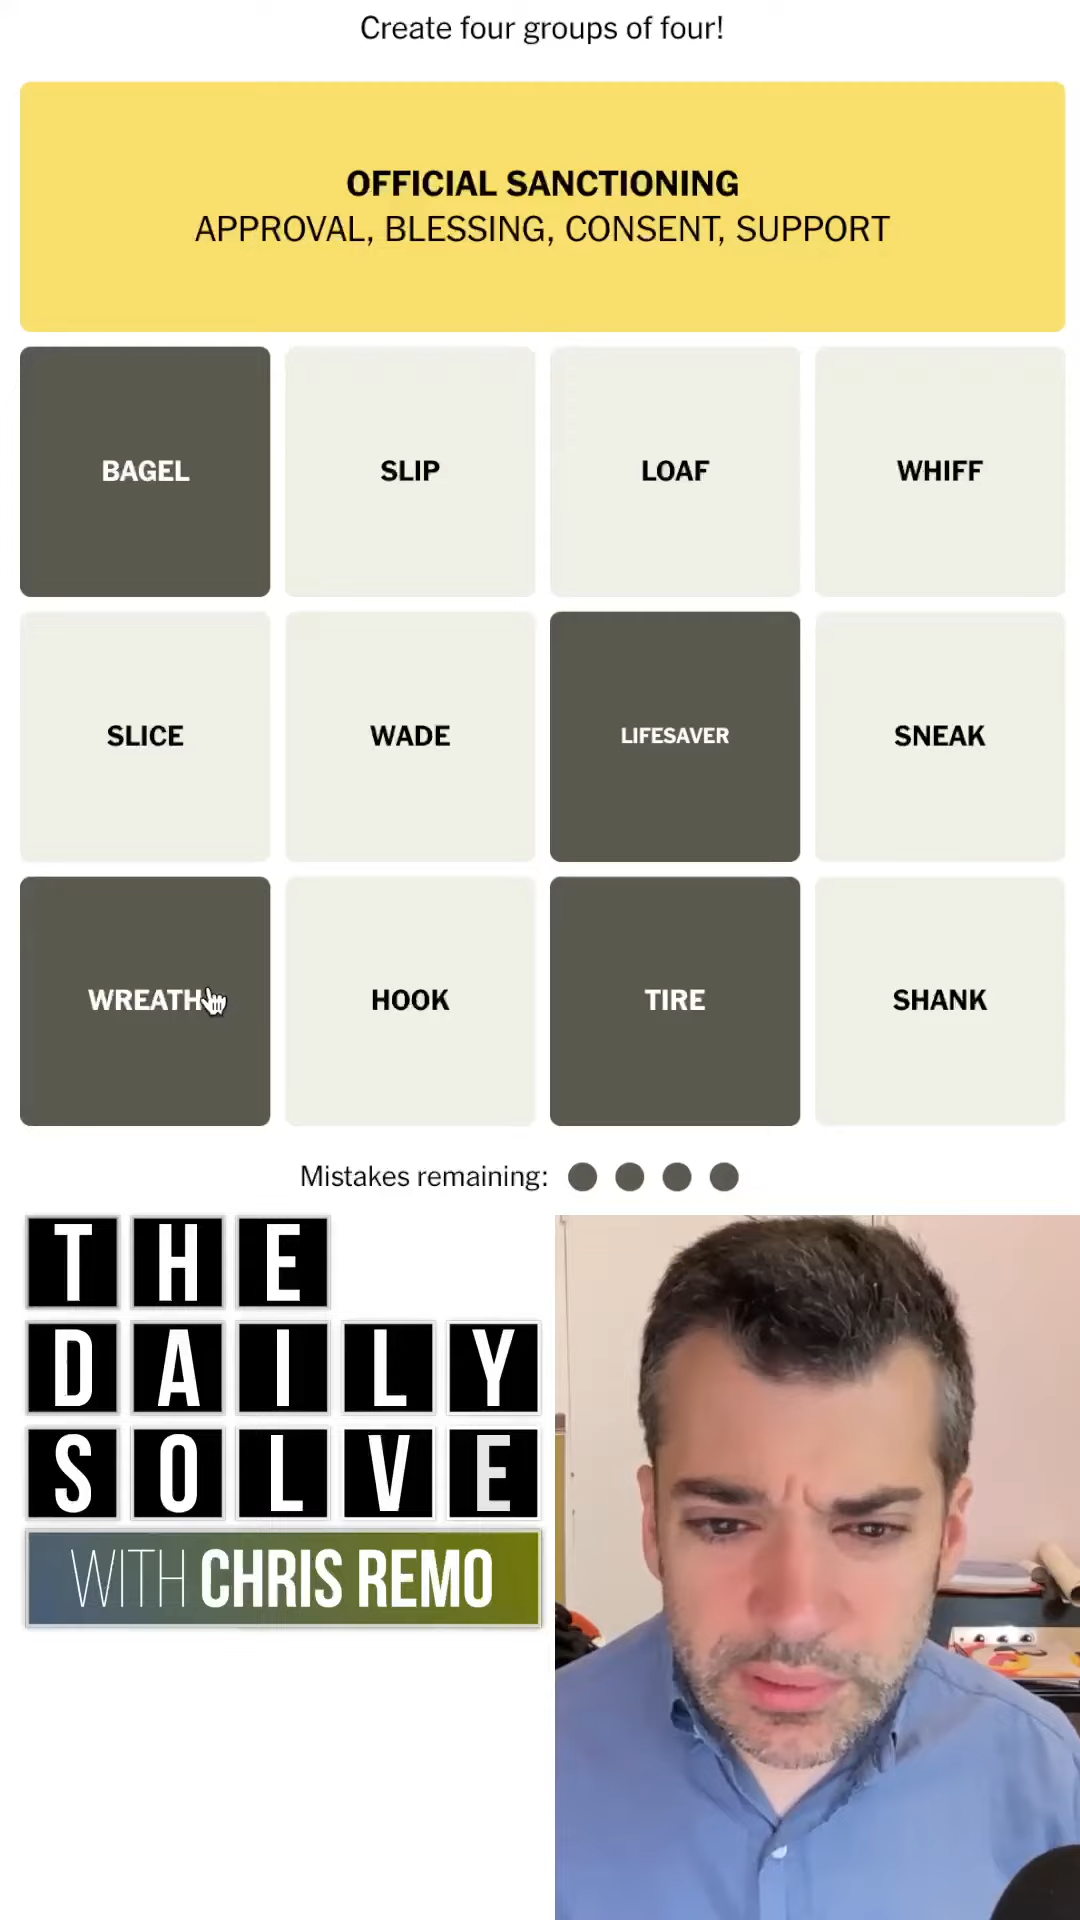 Create four groups of four!
OFFICIAL SANCTIONING
APPROVAL, BLESSING, CONSENT, SUPPORT
BAGEL
SLIP
LOAF
WHIFF
SLICE
WADE
LIFESAVER
SNEAK
WREATH
HOOK
TIRE
SHANK
Mistakes remaining:
THE
DAILY
SOLVE
WITH CHRIS REMO